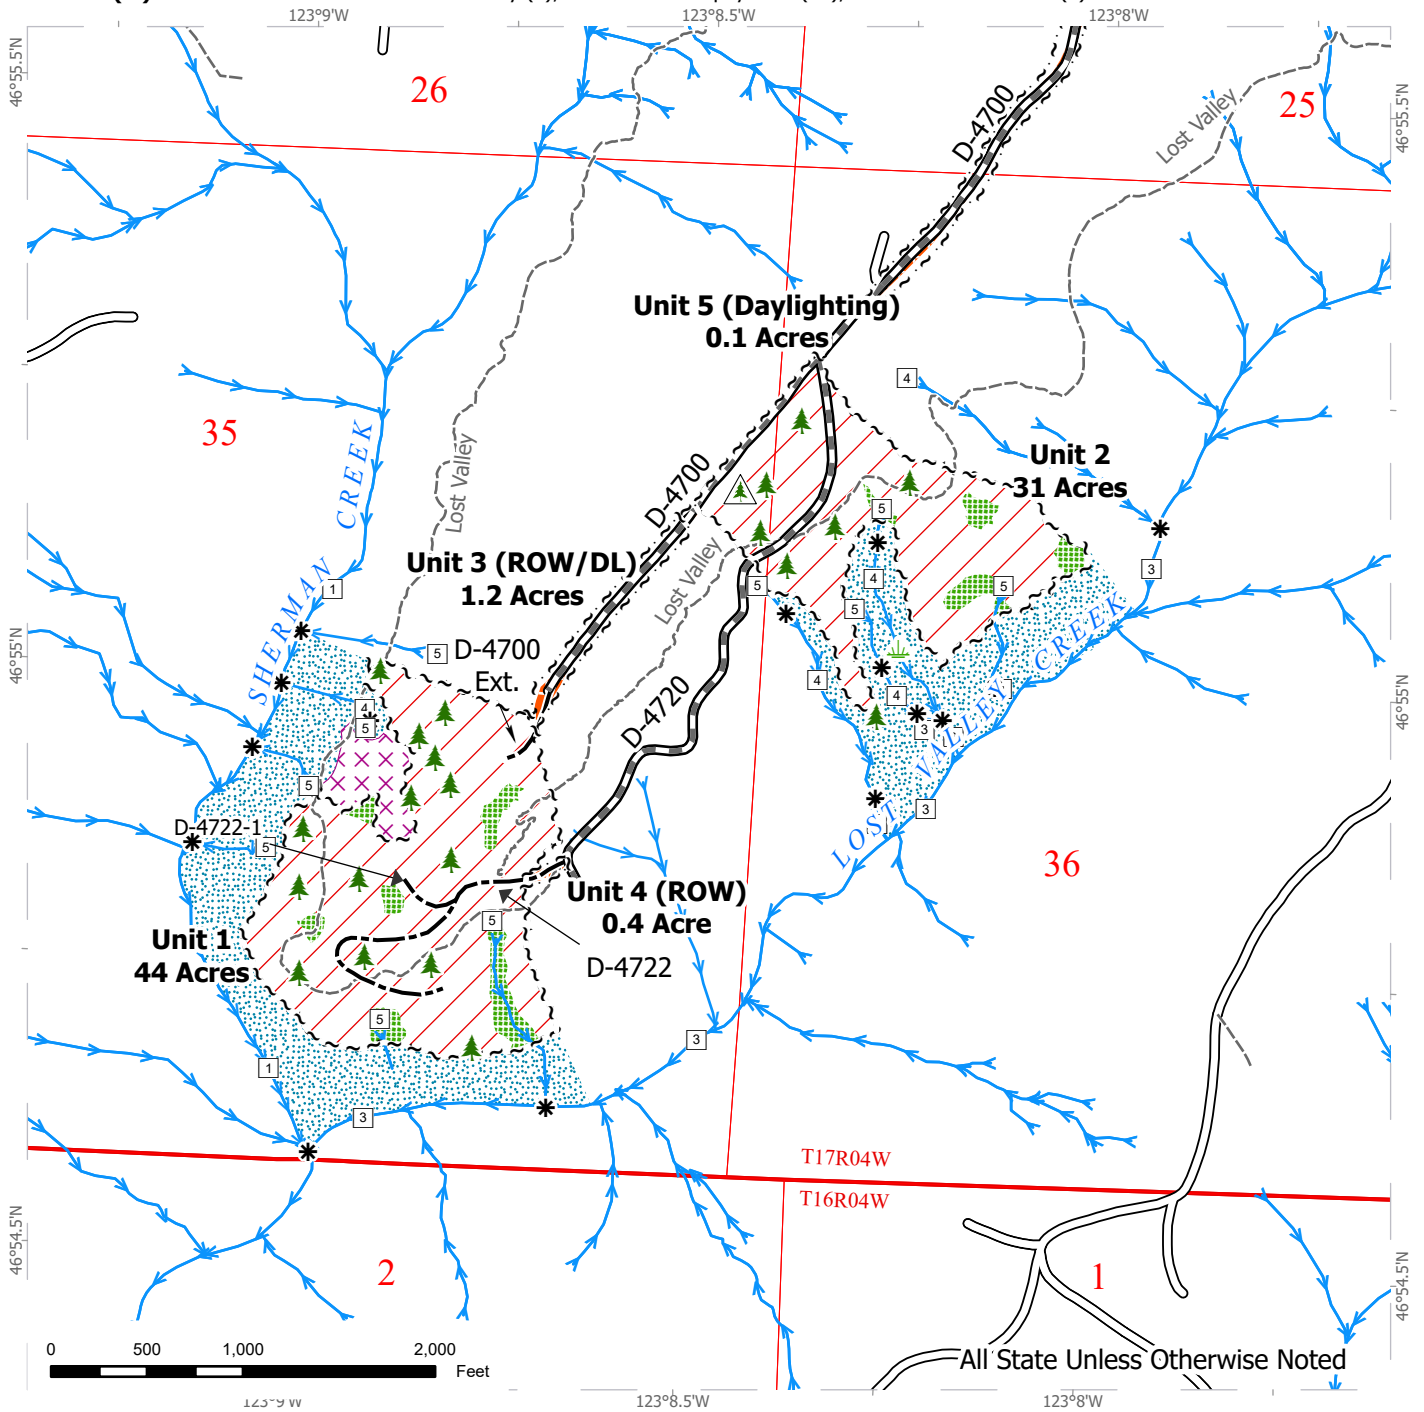 123°9'W
123°8.5'W
123°8'W
46°55.5'N
46°55.5'N
26
25
D-4700
Lost Valley
Unit 5 (Daylighting)
0.1 Acres
35
4
SHERMAN CREEK
Lost Valley
Unit 2
31 Acres
D-4700
5
Unit 3 (ROW/DL)
1.2 Acres
Lost Valley
1
5
4
5
5
3
46°55'N
46°55'N
5
D-4700
Ext.
4
4
3
LOST VALLEY CREEK
D-4720
4
5
5
3
D-4722-1
5
36
Unit 4 (ROW)
0.4 Acre
5
Unit 1
44 Acres
D-4722
5
3
1
3
T17R04W
T16R04W
46°54.5'N
46°54.5'N
2
1
0 500 1,000 2,000
Feet
All State Unless Otherwise Noted
123°9'W
123°8.5'W
123°8'W